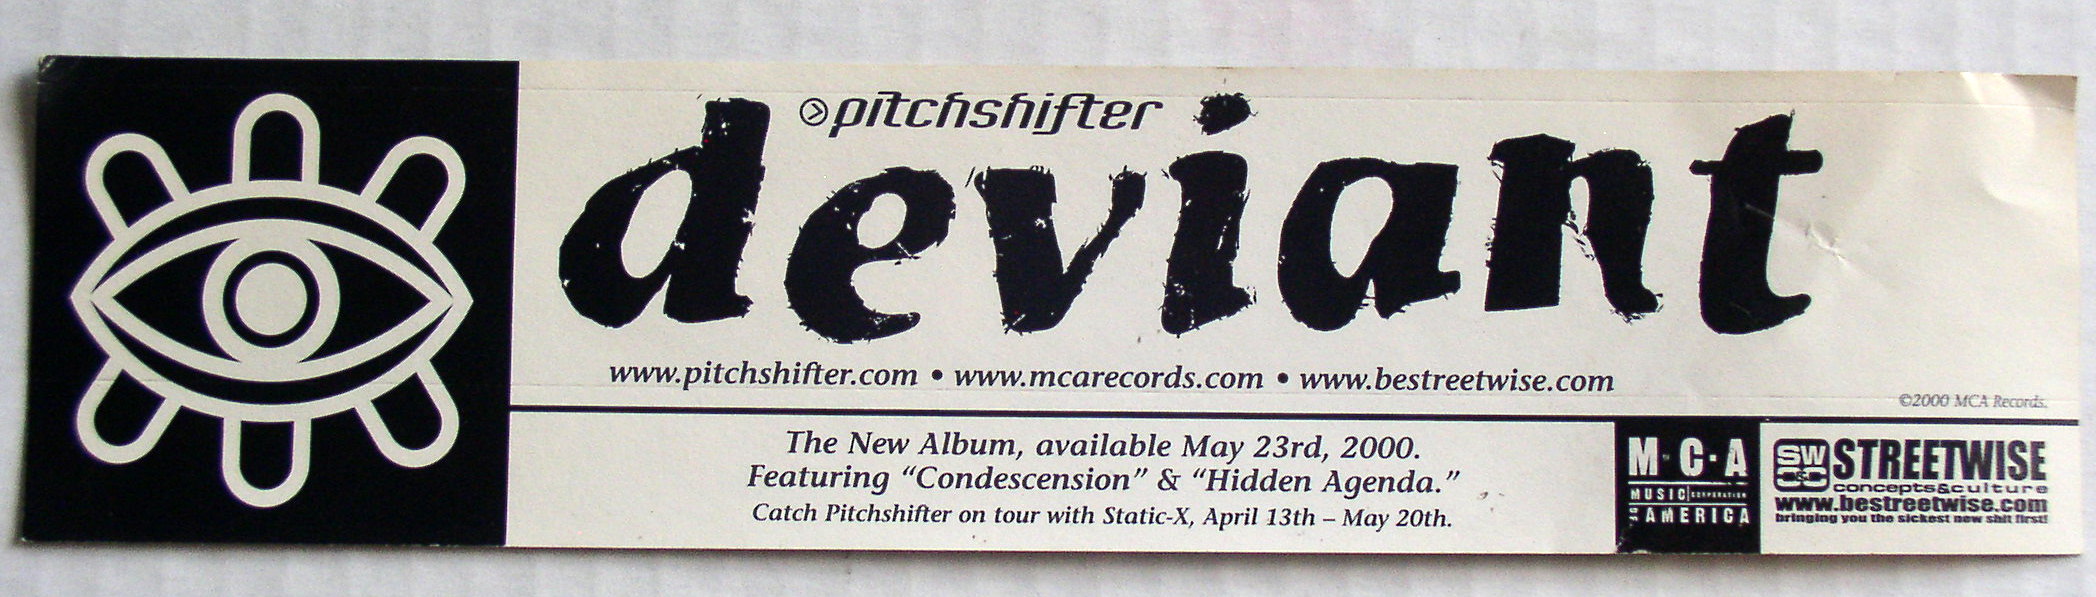 pitchshifter
deviant
www.pitchshifter.com • www.mcarecords.com • www.bestreetwise.com
©2000 MCA Records.
The New Album, available May 23rd, 2000.
Featuring “Condescension” & “Hidden Agenda.”
Catch Pitchshifter on tour with Static-X, April 13th – May 20th.
M·C·A
MUSIC CORPORATION
OF AMERICA
SW
&C
STREETWISE
concepts&culture
www.bestreetwise.com
bringing you the sickest new shit first!